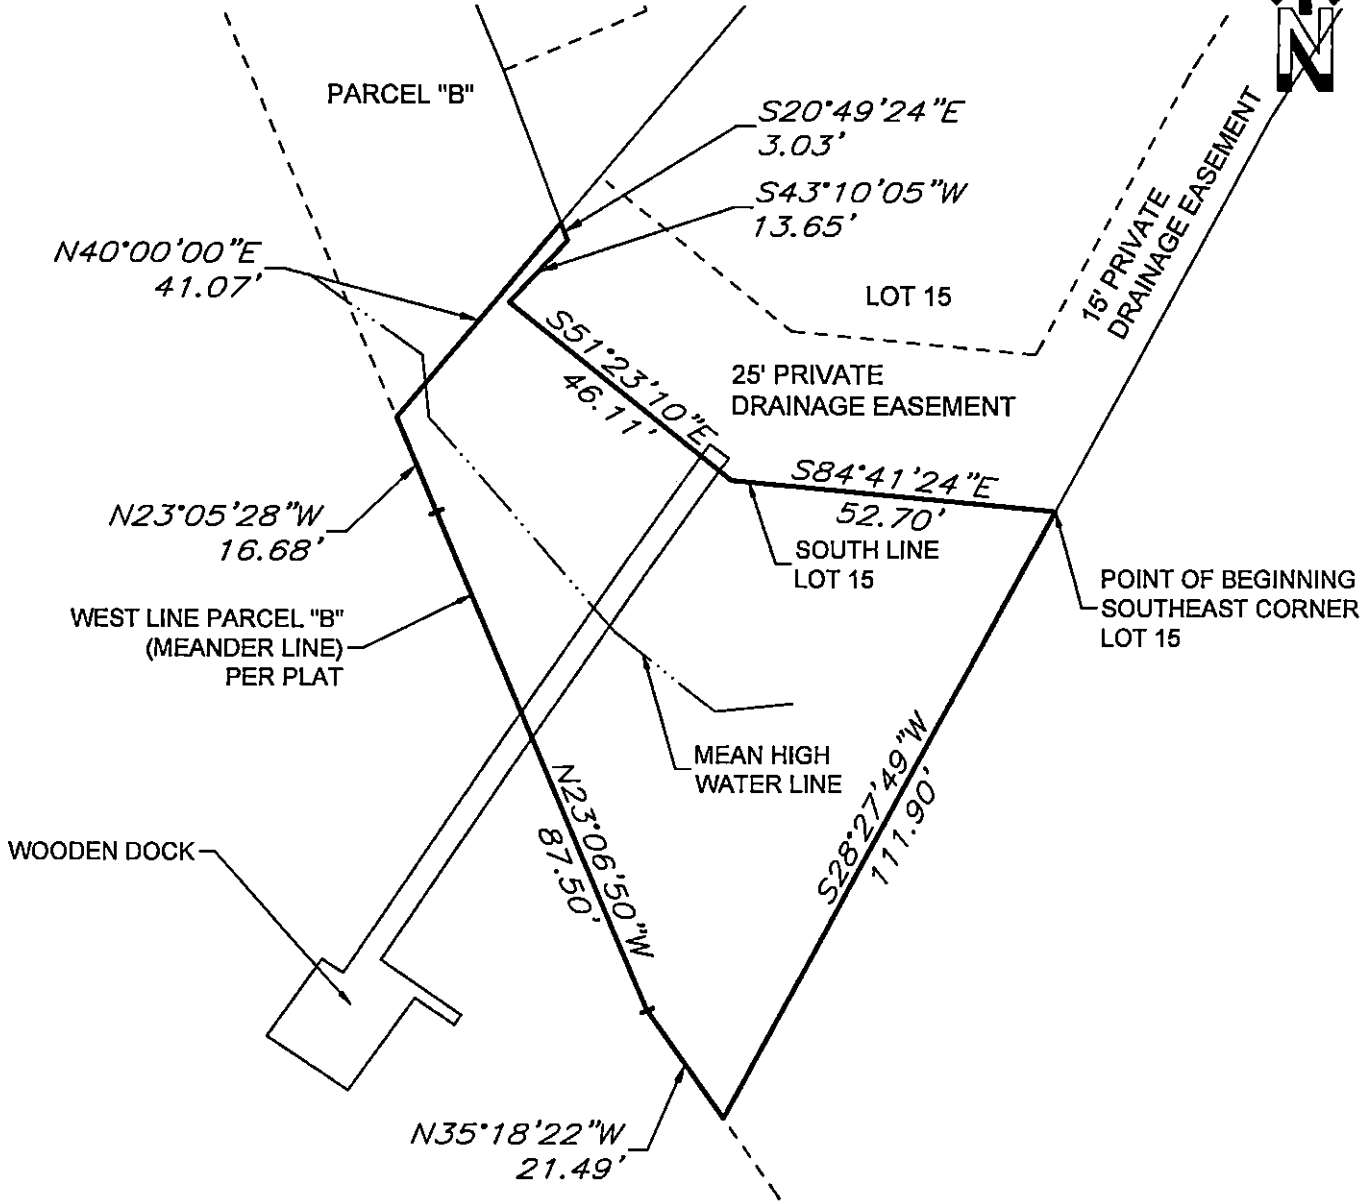 N
PARCEL "B"
S20°49'24"E
3.03'
S43°10'05"W
13.65'
N40°00'00"E
41.07'
LOT 15
15' PRIVATE
DRAINAGE EASEMENT
S51°23'10"E
46.11'
25' PRIVATE
DRAINAGE EASEMENT
S84°41'24"E
52.70'
N23°05'28"W
16.68'
SOUTH LINE
LOT 15
POINT OF BEGINNING
SOUTHEAST CORNER
LOT 15
WEST LINE PARCEL "B"
(MEANDER LINE)
PER PLAT
MEAN HIGH
WATER LINE
N23°06'50"W
87.50'
S28°27'49"W
111.90'
WOODEN DOCK
N35°18'22"W
21.49'